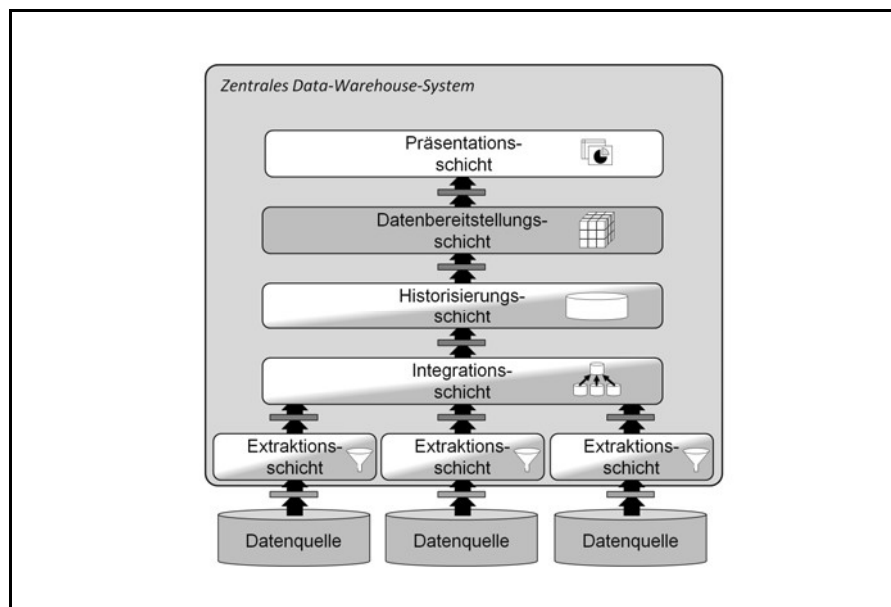 Zentrales Data-Warehouse-System
Präsentations-
schicht
Datenbereitstellungs-
schicht
Historisierungs-
schicht
Integrations-
schicht
Extraktions-
schicht
Extraktions-
schicht
Extraktions-
schicht
Datenquelle
Datenquelle
Datenquelle